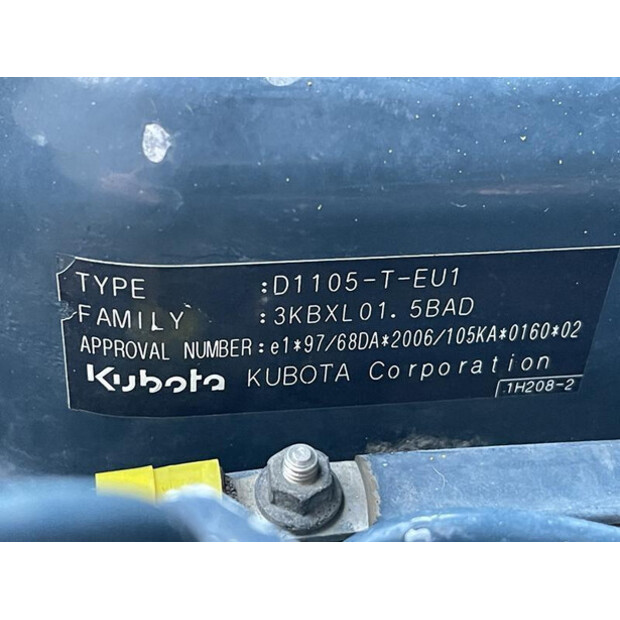 TYPE :D1105-T-EU1
FAMILY :3KBXL01.5BAD
APPROVAL NUMBER:e1*97/68DA*2006/105KA*0160*02
Kubota KUBOTA Corporation
1H208-2